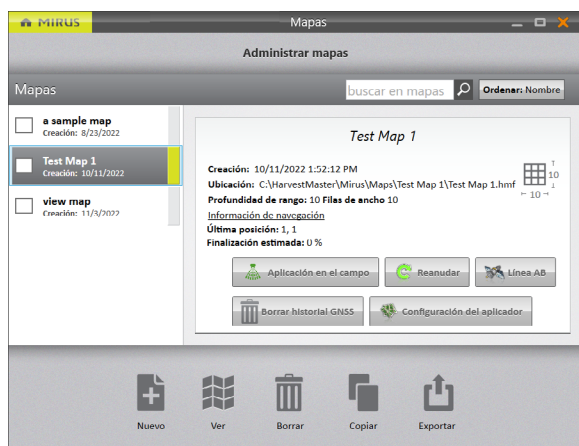 MIRUS
Mapas
Administrar mapas
Mapas
buscar en mapas
Ordenar: Nombre
a sample map
Creación: 8/23/2022
Test Map 1
Creación: 10/11/2022
view map
Creación: 11/3/2022
Test Map 1
Creación: 10/11/2022 1:52:12 PM
Ubicación: C:\HarvestMaster\Mirus\Maps\Test Map 1\Test Map 1.hmf
Profundidad de rango: 10 Filas de ancho 10
10
10
Información de navegación
Última posición: 1, 1
Finalización estimada: 0 %
Aplicación en el campo
Reanudar
Línea AB
Borrar historial GNSS
Configuración del aplicador
Nuevo
Ver
Borrar
Copiar
Exportar